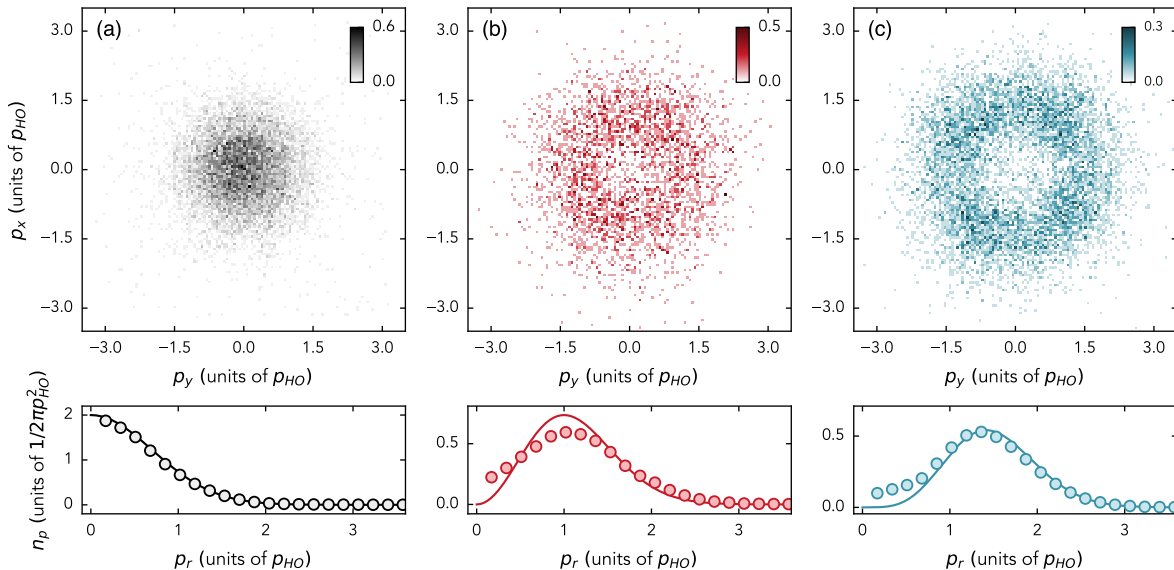 (a) 0.6 0.0
(b) 0.5 0.0
(c) 0.3 0.0
p_x (units of p_HO)
3.0 1.5 0.0 −1.5 −3.0
3.0 1.5 0.0 −1.5 −3.0
3.0 1.5 0.0 −1.5 −3.0
−3.0 −1.5 0.0 1.5 3.0
−3.0 −1.5 0.0 1.5 3.0
−3.0 −1.5 0.0 1.5 3.0
p_y (units of p_HO)
p_y (units of p_HO)
p_y (units of p_HO)
n_p (units of 1/2πp²_HO)
2 1 0
0.5 0.0
0.5 0.0
0 1 2 3
0 1 2 3
0 1 2 3
p_r (units of p_HO)
p_r (units of p_HO)
p_r (units of p_HO)